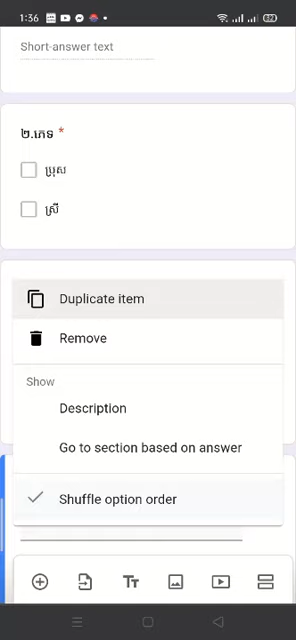 1:36
Short-answer text
២.ភេទ *
ប្រុស
ស្រី
Duplicate item
Remove
Show
Description
Go to section based on answer
Shuffle option order
Tт